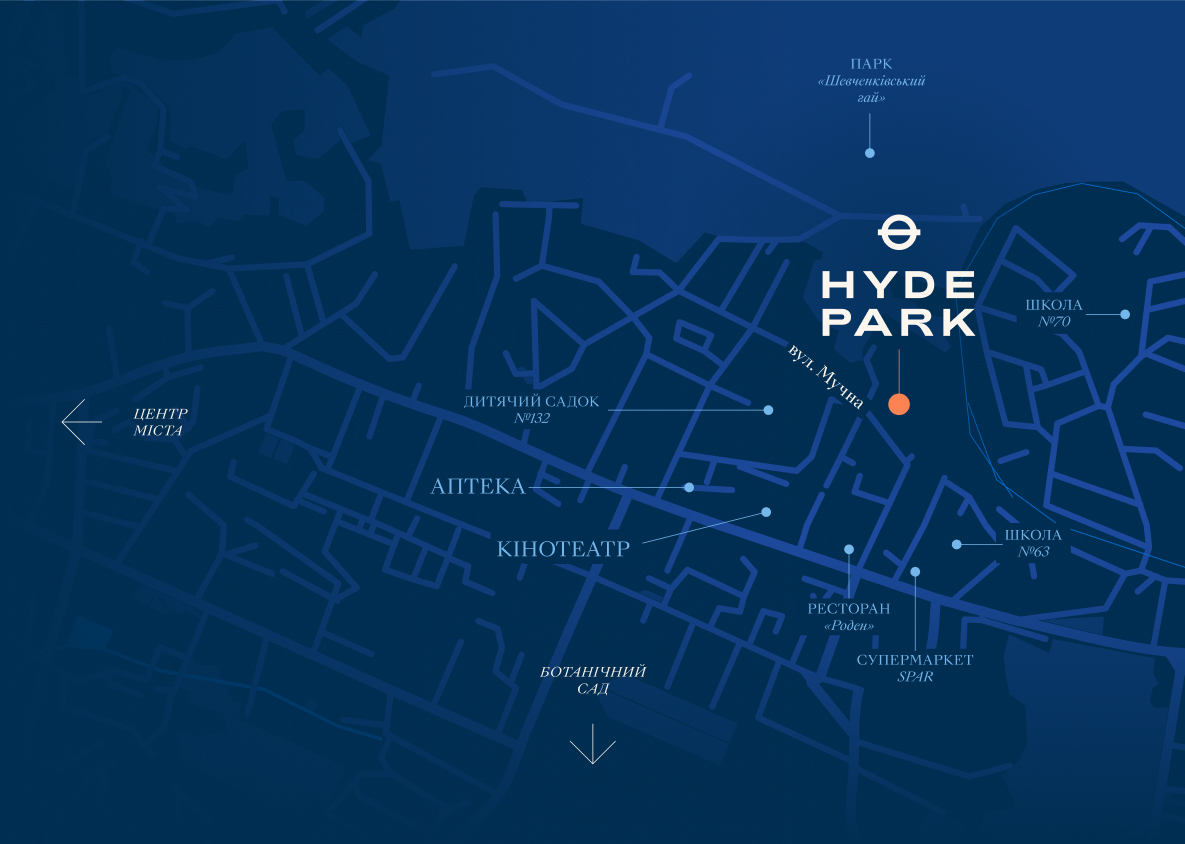 ПАРК
«Шевченківський
гай»
HYDE
PARK
ШКОЛА
№70
вул. Мучна
ДИТЯЧИЙ САДОК
№132
ЦЕНТР
МІСТА
АПТЕКА
КІНОТЕАТР
ШКОЛА
№63
РЕСТОРАН
«Роден»
СУПЕРМАРКЕТ
SPAR
БОТАНІЧНИЙ
САД